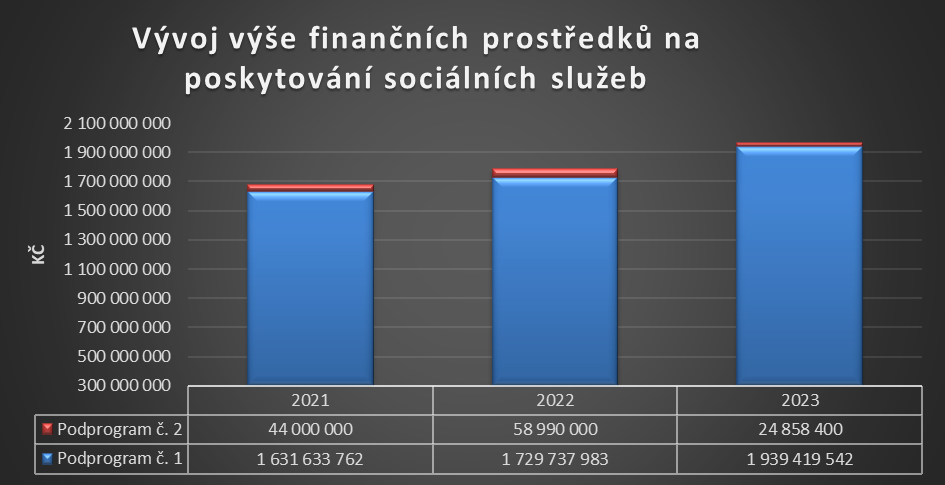 Vývoj výše finančních prostředků na
poskytování sociálních služeb
2 100 000 000
1 900 000 000
1 700 000 000
1 500 000 000
1 300 000 000
1 100 000 000
900 000 000
700 000 000
500 000 000
300 000 000
KČ
2021 2022 2023
Podprogram č. 2 44 000 000 58 990 000 24 858 400
Podprogram č. 1 1 631 633 762 1 729 737 983 1 939 419 542